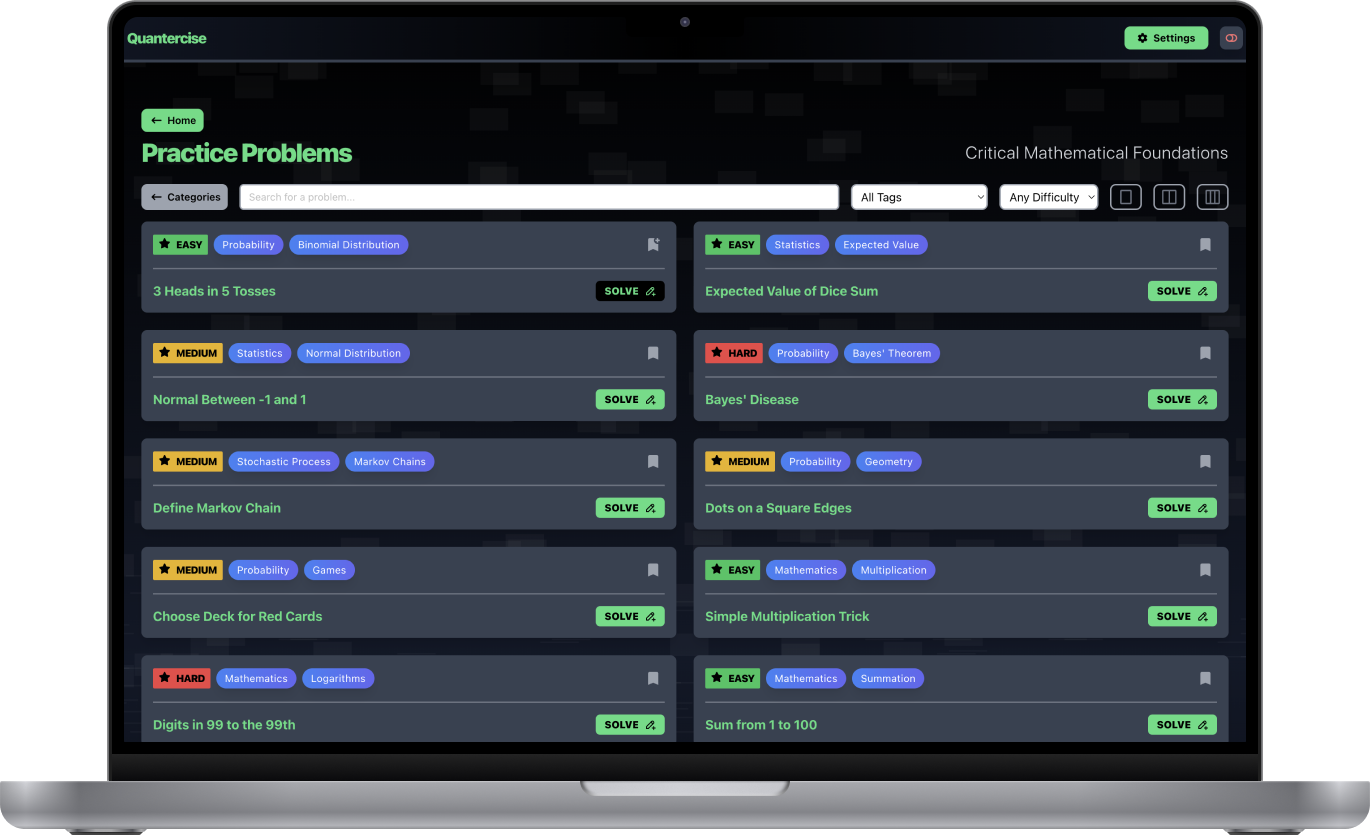 Quantercise
Settings
Home
Practice Problems
Critical Mathematical Foundations
Categories
Search for a problem...
All Tags
Any Difficulty
EASY Probability Binomial Distribution
3 Heads in 5 Tosses
SOLVE
EASY Statistics Expected Value
Expected Value of Dice Sum
SOLVE
MEDIUM Statistics Normal Distribution
Normal Between -1 and 1
SOLVE
HARD Probability Bayes' Theorem
Bayes' Disease
SOLVE
MEDIUM Stochastic Process Markov Chains
Define Markov Chain
SOLVE
MEDIUM Probability Geometry
Dots on a Square Edges
SOLVE
MEDIUM Probability Games
Choose Deck for Red Cards
SOLVE
EASY Mathematics Multiplication
Simple Multiplication Trick
SOLVE
HARD Mathematics Logarithms
Digits in 99 to the 99th
SOLVE
EASY Mathematics Summation
Sum from 1 to 100
SOLVE